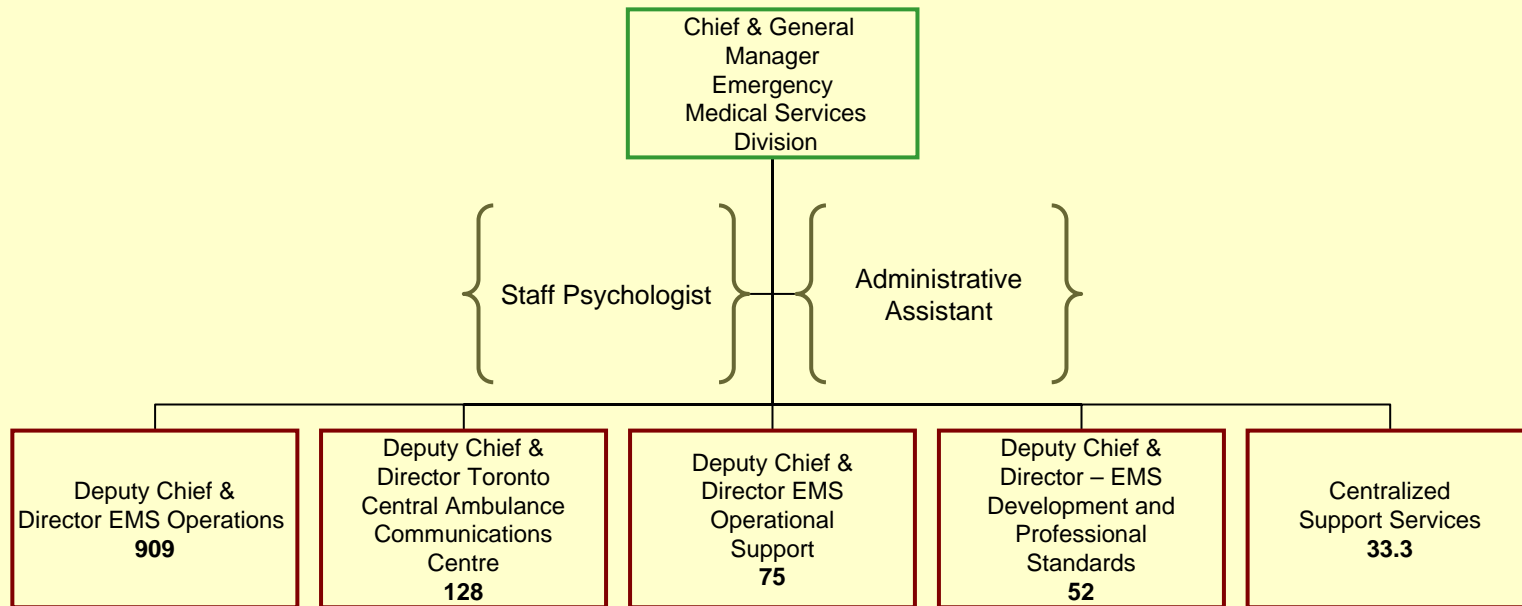 Chief & General
Manager
Emergency
Medical Services
Division
Staff Psychologist
Administrative
Assistant
Deputy Chief &
Director EMS Operations
909
Deputy Chief &
Director Toronto
Central Ambulance
Communications
Centre
128
Deputy Chief &
Director EMS
Operational
Support
75
Deputy Chief &
Director – EMS
Development and
Professional
Standards
52
Centralized
Support Services
33.3